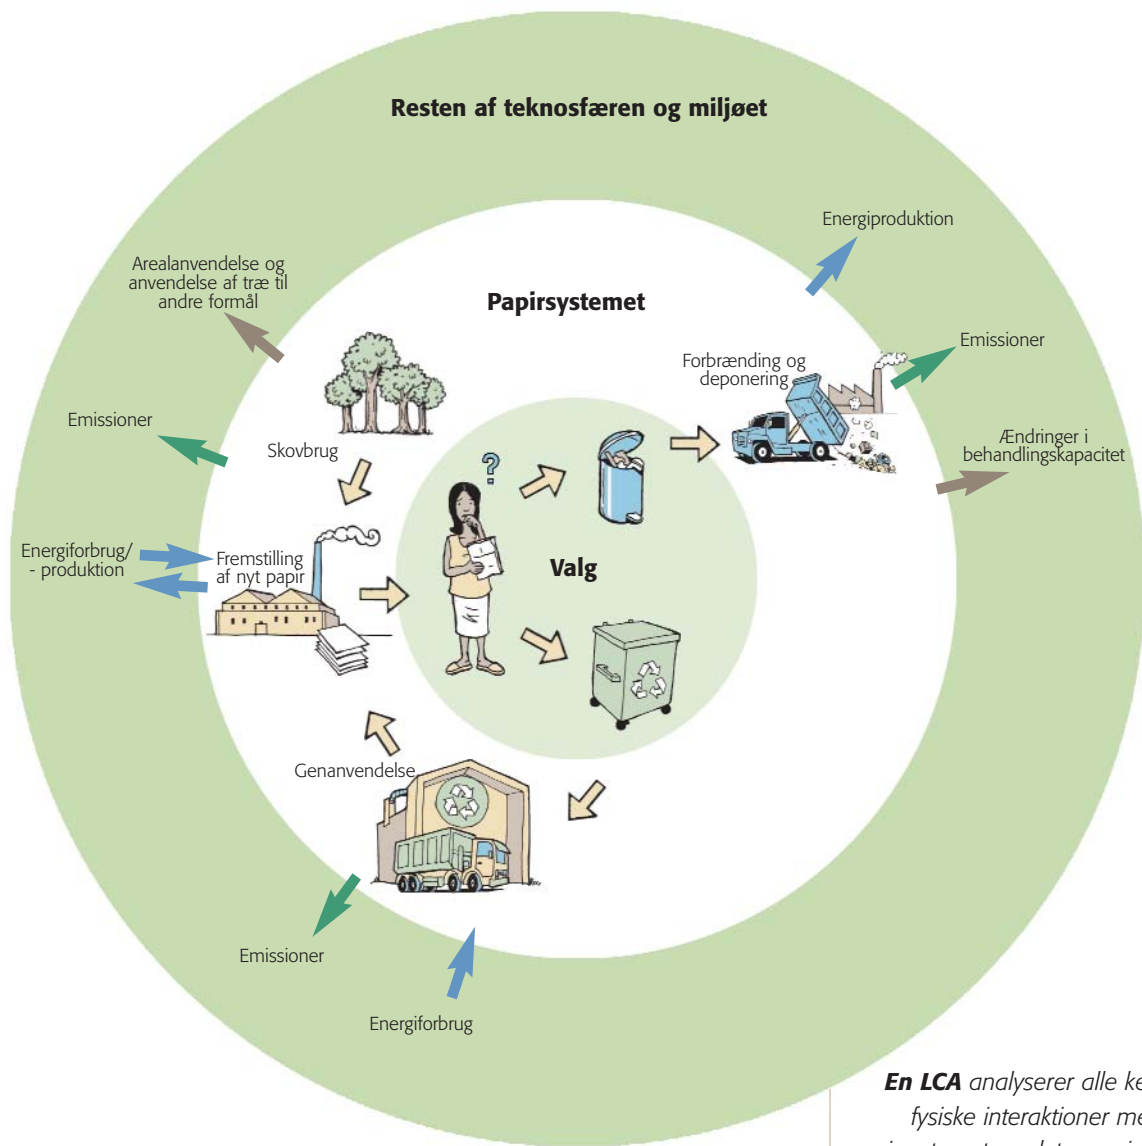 Resten af teknosfæren og miljøet
Energiproduktion
Arealanvendelse og
anvendelse af træ til
andre formål
Papirsystemet
Forbrænding og
deponering
Emissioner
Emissioner
Skovbrug
Ændringer i
behandlingskapacitet
?
Energiforbrug/
- produktion
Fremstilling
af nyt papir
Valg
Genanvendelse
Emissioner
Energiforbrug
En LCA analyserer alle
fysiske interaktioner